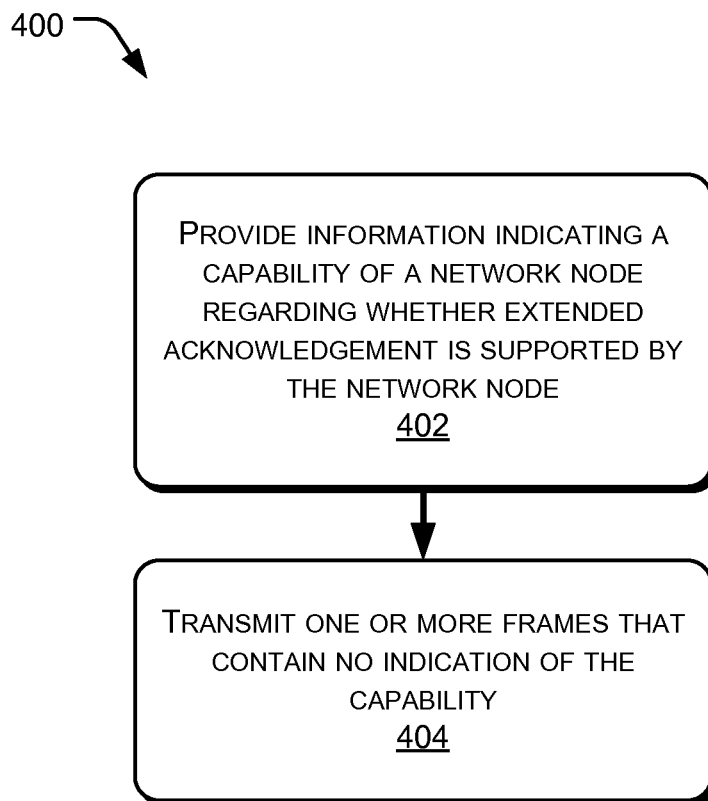 400
PROVIDE INFORMATION INDICATING A
CAPABILITY OF A NETWORK NODE
REGARDING WHETHER EXTENDED
ACKNOWLEDGEMENT IS SUPPORTED BY
THE NETWORK NODE
402
TRANSMIT ONE OR MORE FRAMES THAT
CONTAIN NO INDICATION OF THE
CAPABILITY
404